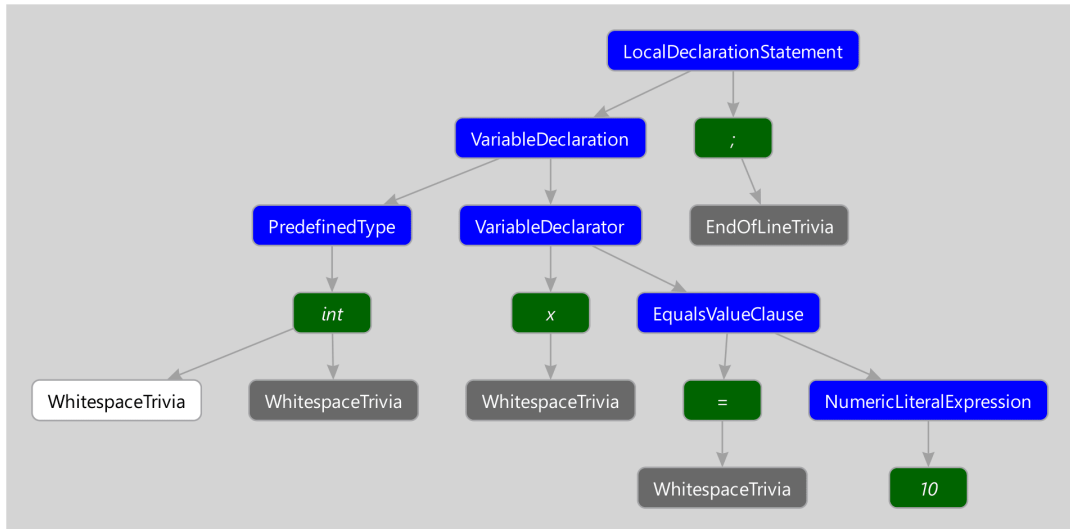 LocalDeclarationStatement
VariableDeclaration
;
PredefinedType
VariableDeclarator
EndOfLineTrivia
int
x
EqualsValueClause
WhitespaceTrivia
WhitespaceTrivia
WhitespaceTrivia
=
NumericLiteralExpression
WhitespaceTrivia
10